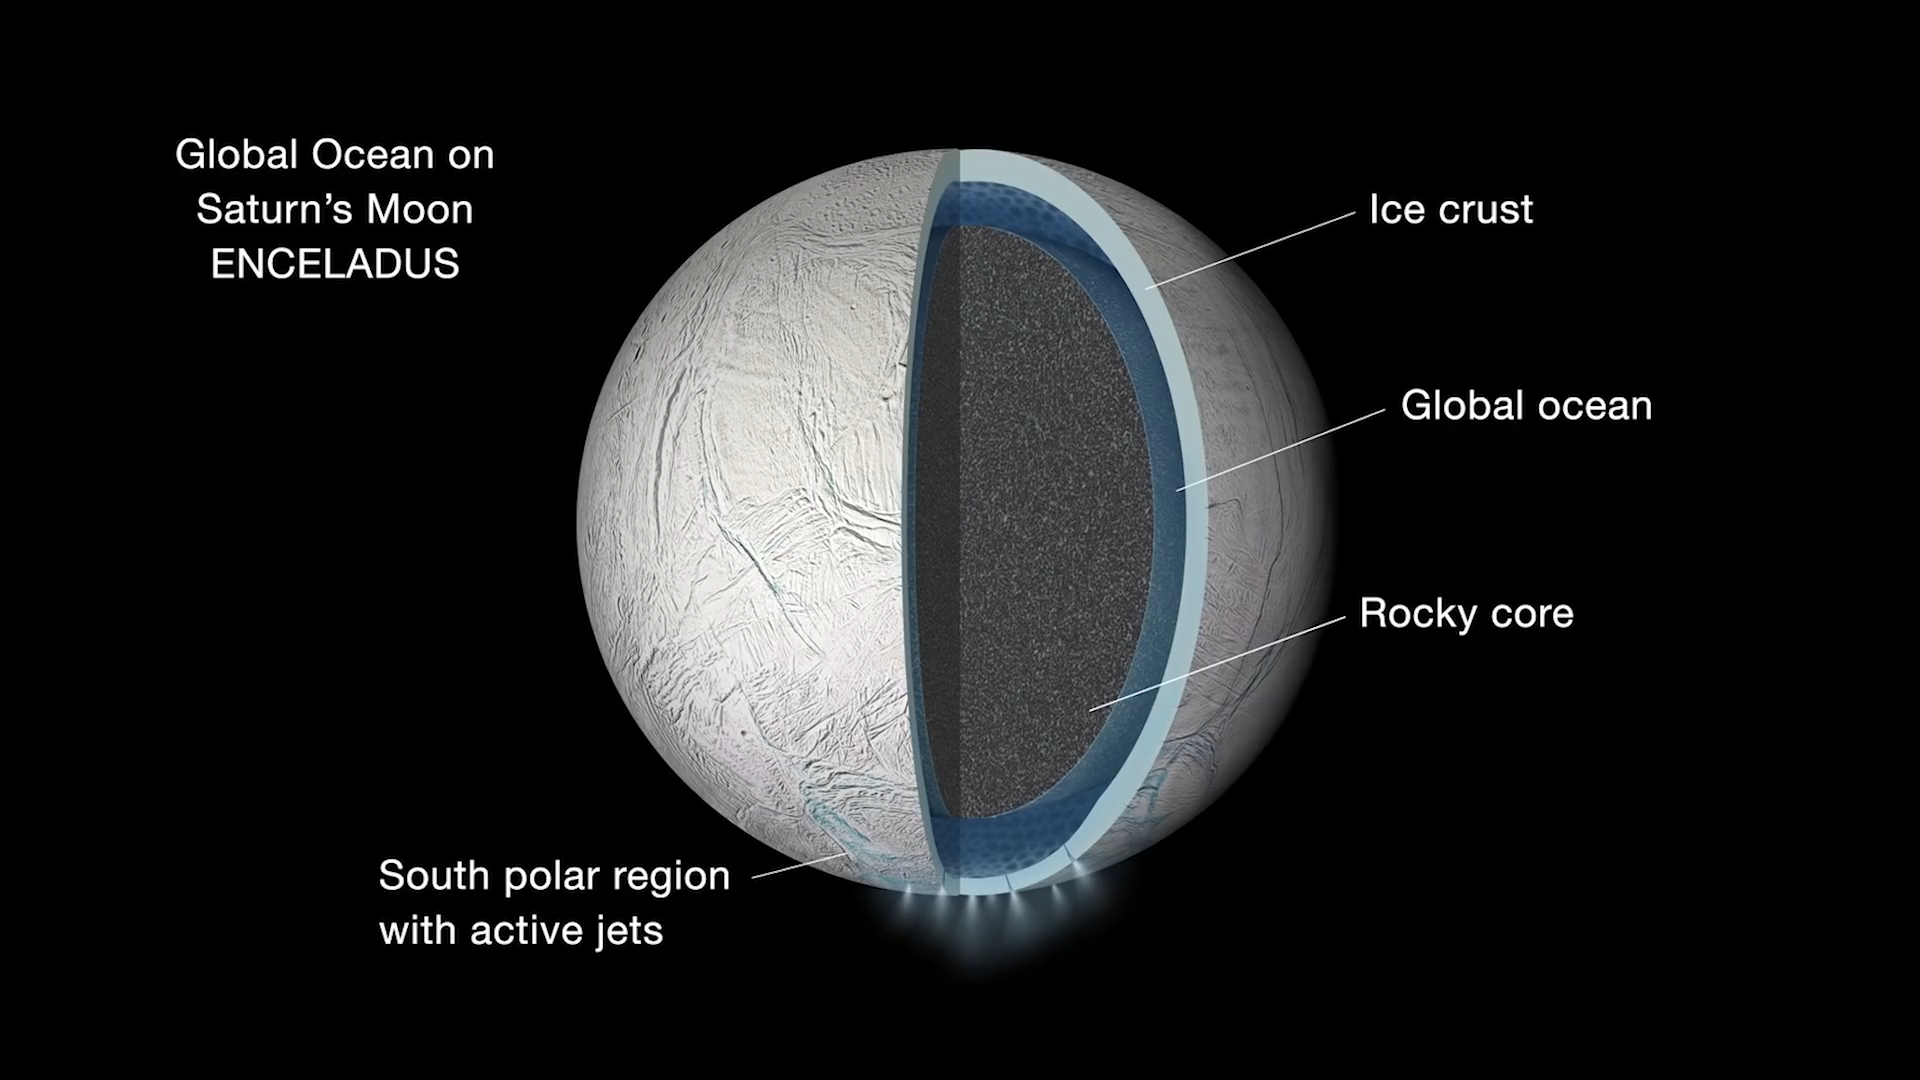 Global Ocean on
Saturn’s Moon
ENCELADUS
Ice crust
Global ocean
Rocky core
South polar region
with active jets